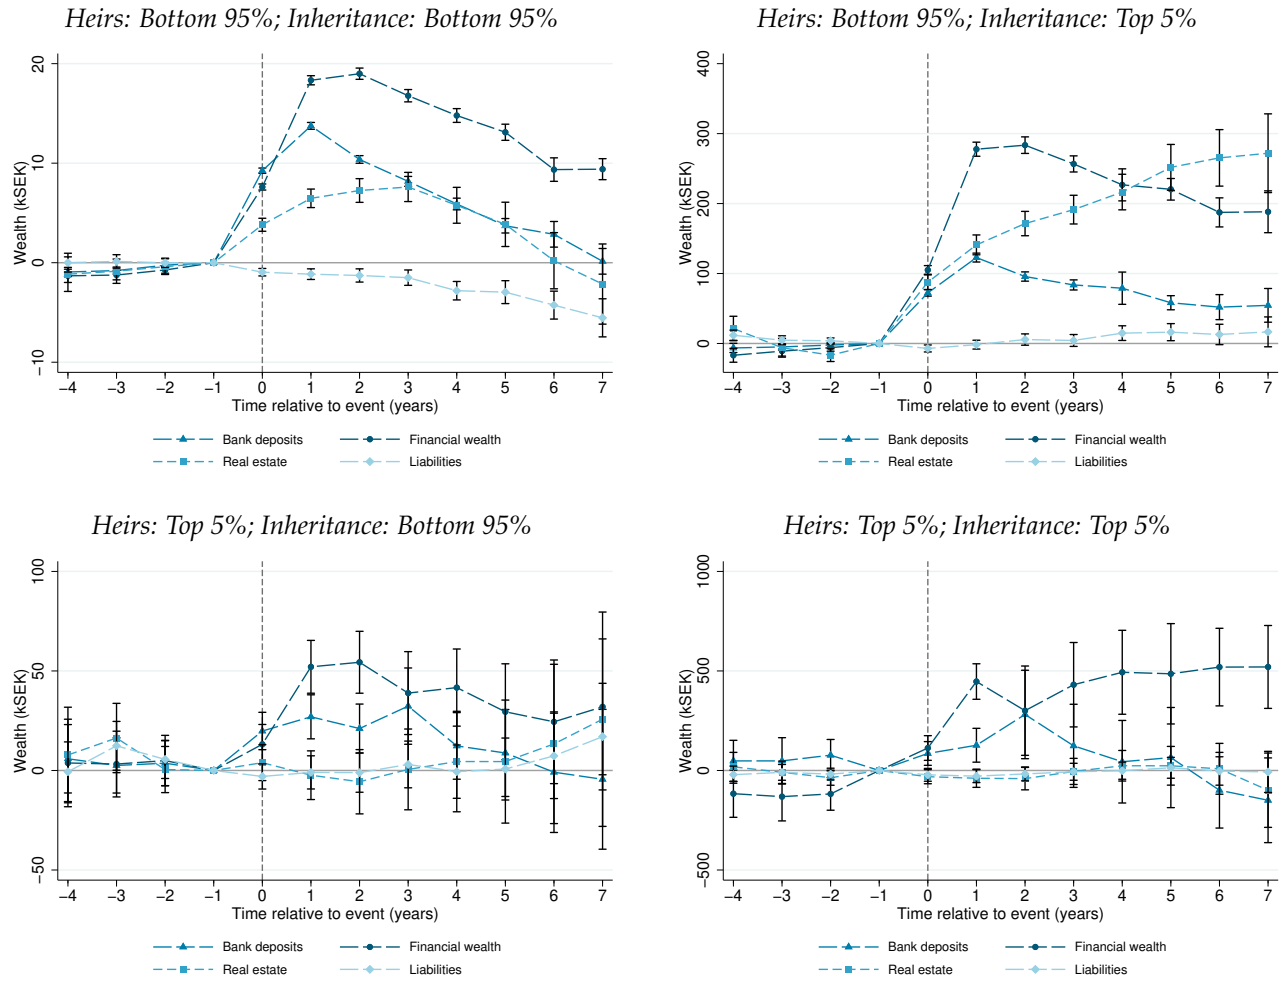 Heirs: Bottom 95%; Inheritance: Bottom 95%
Wealth (kSEK)
20
10
0
−10
−4 −3 −2 −1 0 1 2 3 4 5 6 7
Time relative to event (years)
Bank deposits Financial wealth
Real estate Liabilities
Heirs: Bottom 95%; Inheritance: Top 5%
Wealth (kSEK)
400
300
200
100
0
−4 −3 −2 −1 0 1 2 3 4 5 6 7
Time relative to event (years)
Bank deposits Financial wealth
Real estate Liabilities
Heirs: Top 5%; Inheritance: Bottom 95%
Wealth (kSEK)
100
50
0
−50
−4 −3 −2 −1 0 1 2 3 4 5 6 7
Time relative to event (years)
Bank deposits Financial wealth
Real estate Liabilities
Heirs: Top 5%; Inheritance: Top 5%
Wealth (kSEK)
1000
500
0
−500
−4 −3 −2 −1 0 1 2 3 4 5 6 7
Time relative to event (years)
Bank deposits Financial wealth
Real estate Liabilities